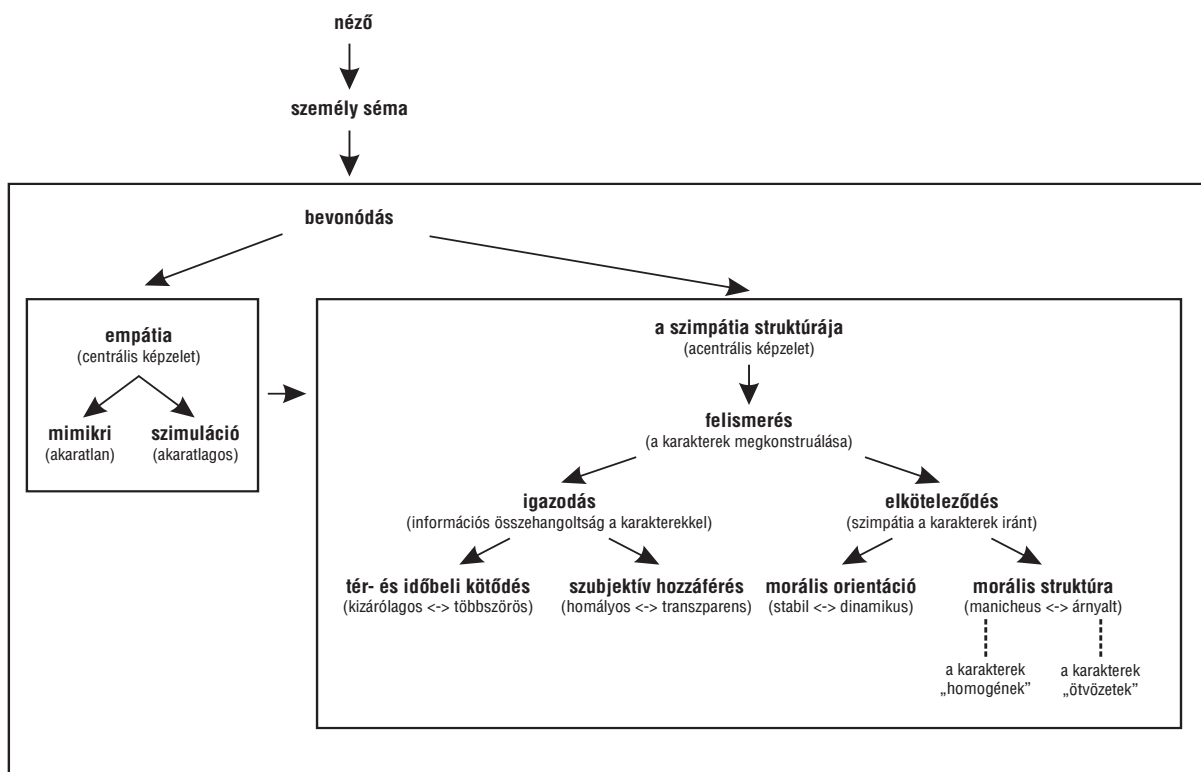 néző
személy séma
bevonódás
empátia
(centrális képzelet)
mimikri
(akaratlan)
szimuláció
(akaratlagos)
a szimpátia struktúrája
(acentrális képzelet)
felismerés
(a karakterek megkonstruálása)
igazodás
(információs összehangoltság a karakterekkel)
elköteleződés
(szimpátia a karakterek iránt)
tér- és időbeli kötődés
(kizárólagos <-> többszörös)
szubjektív hozzáférés
(homályos <-> transzparens)
morális orientáció
(stabil <-> dinamikus)
morális struktúra
(manicheus <-> árnyalt)
a karakterek
„homogének”
a karakterek
„ötvözetek”